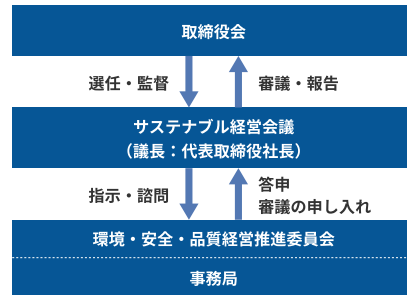 取締役会
選任・監督
審議・報告
サステナブル経営会議
（議長：代表取締役社長）
指示・諮問
答申
審議の申し入れ
環境・安全・品質経営推進委員会
事務局